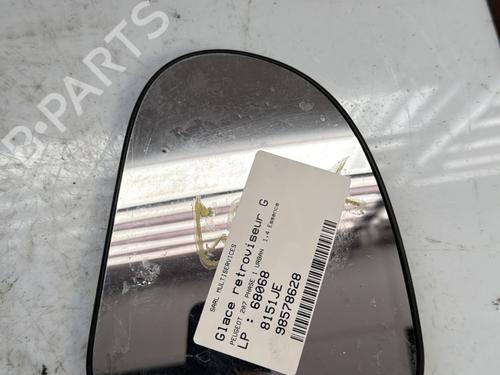 B-PARTS
SARL MULTISERVICES
Glace retroviseur G
PEUGEOT 207 PHASE 1 URBAN 1.4 Essence
LP : 68068
8151JE
98578628